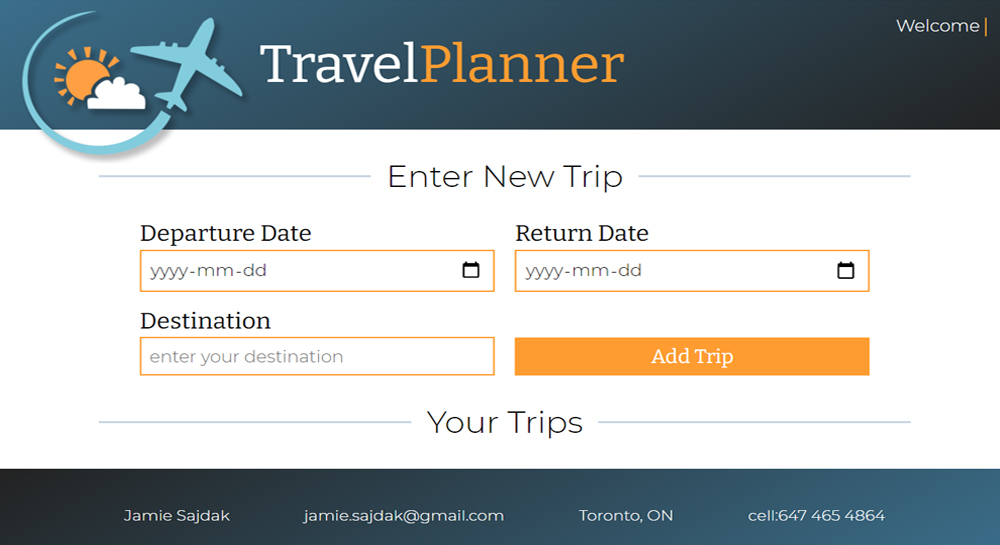 Welcome |
TravelPlanner
Enter New Trip
Departure Date
Return Date
yyyy-mm-dd
yyyy-mm-dd
Destination
enter your destination
Add Trip
Your Trips
Jamie Sajdak
jamie.sajdak@gmail.com
Toronto, ON
cell:647 465 4864